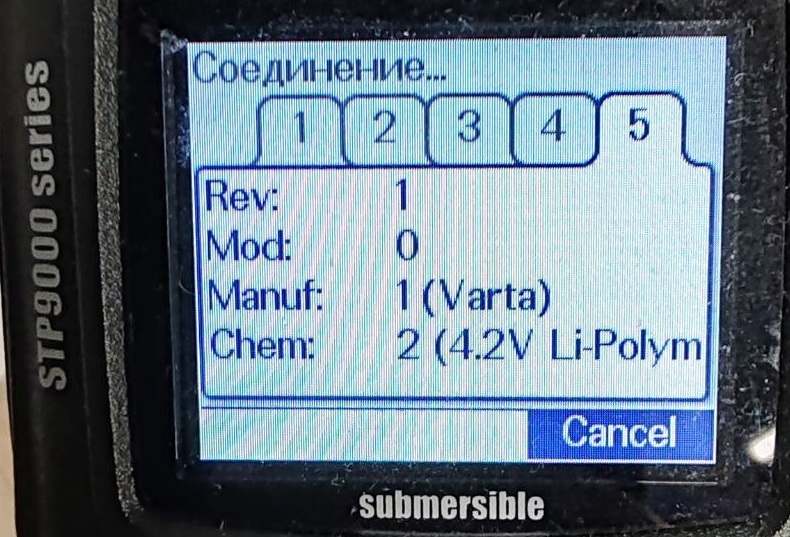 STP9000 series
Соединение...
1 2 3 4 5
Rev: 1
Mod: 0
Manuf: 1 (Varta)
Chem: 2 (4.2V Li-Polym
Cancel
submersible